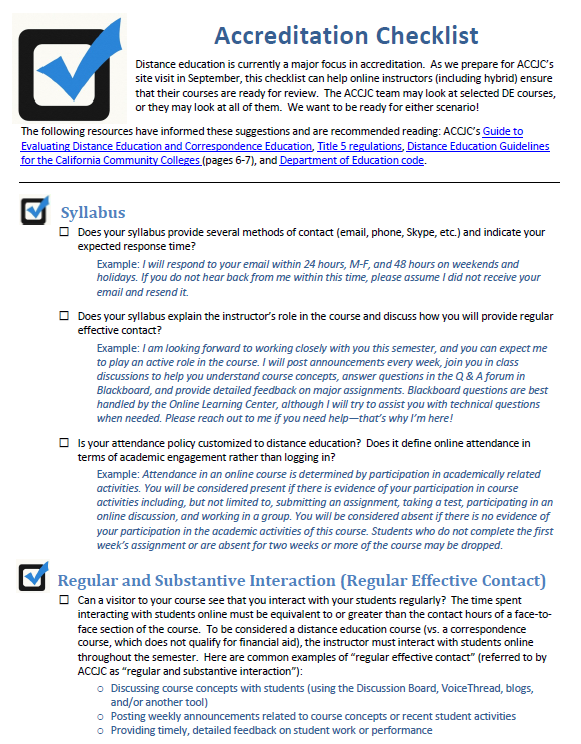 Accreditation Checklist
Distance education is currently a major focus in accreditation. As we prepare for ACCJC's
site visit in September, this checklist can help online instructors (including hybrid) ensure
that their courses are ready for review. The ACCJC team may look at selected DE courses,
or they may look at all of them. We want to be ready for either scenario!
The following resources have informed these suggestions and are recommended reading: ACCJC's Guide to
Evaluating Distance Education and Correspondence Education, Title 5 regulations, Distance Education Guidelines
for the California Community Colleges (pages 6-7), and Department of Education code.
Syllabus
Does your syllabus provide several methods of contact (email, phone, Skype, etc.) and indicate your
expected response time?
Example: I will respond to your email within 24 hours, M-F, and 48 hours on weekends and
holidays. If you do not hear back from me within this time, please assume I did not receive your
email and resend it.
Does your syllabus explain the instructor's role in the course and discuss how you will provide regular
effective contact?
Example: I am looking forward to working closely with you this semester, and you can expect me
to play an active role in the course. I will post announcements every week, join you in class
discussions to help you understand course concepts, answer questions in the Q & A forum in
Blackboard, and provide detailed feedback on major assignments. Blackboard questions are best
handled by the Online Learning Center, although I will try to assist you with technical questions
when needed. Please reach out to me if you need help—that's why I'm here!
Is your attendance policy customized to distance education? Does it define online attendance in
terms of academic engagement rather than logging in?
Example: Attendance in an online course is determined by participation in academically related
activities. You will be considered present if there is evidence of your participation in course
activities including, but not limited to, submitting an assignment, taking a test, participating in an
online discussion, and working in a group. You will be considered absent if there is no evidence of
your participation in the academic activities of this course. Students who do not complete the first
week's assignment or are absent for two weeks or more of the course may be dropped.
Regular and Substantive Interaction (Regular Effective Contact)
Can a visitor to your course see that you interact with your students regularly? The time spent
interacting with students online must be equivalent to or greater than the contact hours of a face-to-
face section of the course. To be considered a distance education course (vs. a correspondence
course, which does not qualify for financial aid), the instructor must interact with students online
throughout the semester. Here are common examples of "regular effective contact" (referred to by
ACCJC as "regular and substantive interaction"):
○ Discussing course concepts with students (using the Discussion Board, VoiceThread, blogs,
and/or another tool)
○ Posting weekly announcements related to course concepts or recent student activities
○ Providing timely, detailed feedback on student work or performance